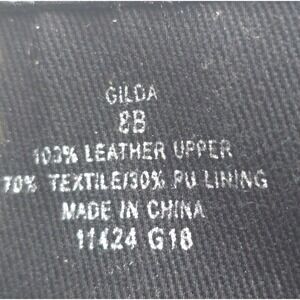 GILDA
8B
100% LEATHER UPPER
70% TEXTILE/30% PU LINING
MADE IN CHINA
11424 G18